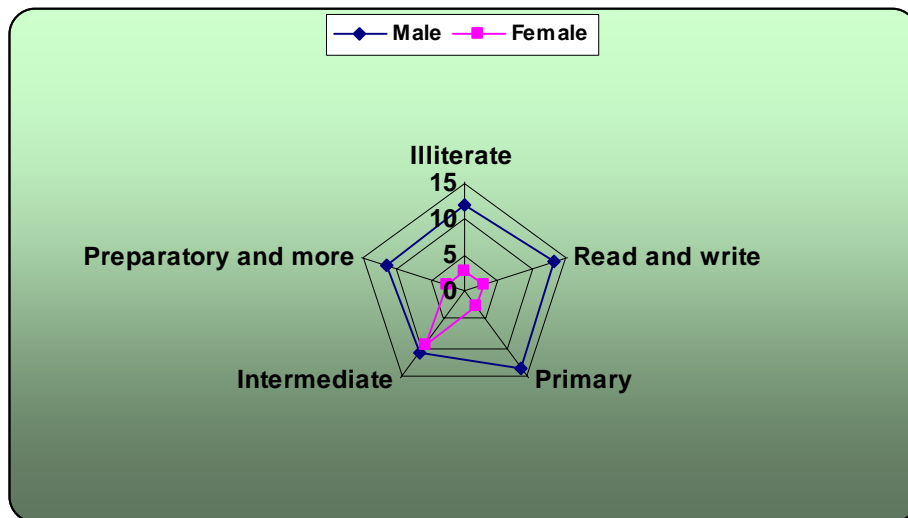 Male Female
Illiterate
15
10
5
0
Preparatory and more
Read and write
Intermediate
Primary